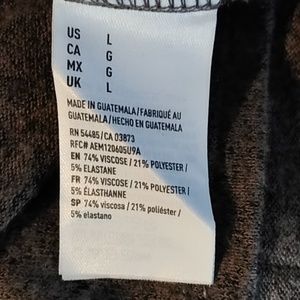 US L
CA G
MX G
UK L
MADE IN GUATEMALA/FABRIQUÉ AU
GUATEMALA/HECHO EN GUATEMALA
RN 54485/ CA 03873
RFC# AEM120605U9A
EN 74% VISCOSE / 21% POLYESTER /
5% ELASTANE
FR 74% VISCOSE / 21% POLYESTER /
5% ÉLASTHANNE
SP 74% viscosa / 21% poliéster /
5% elastano